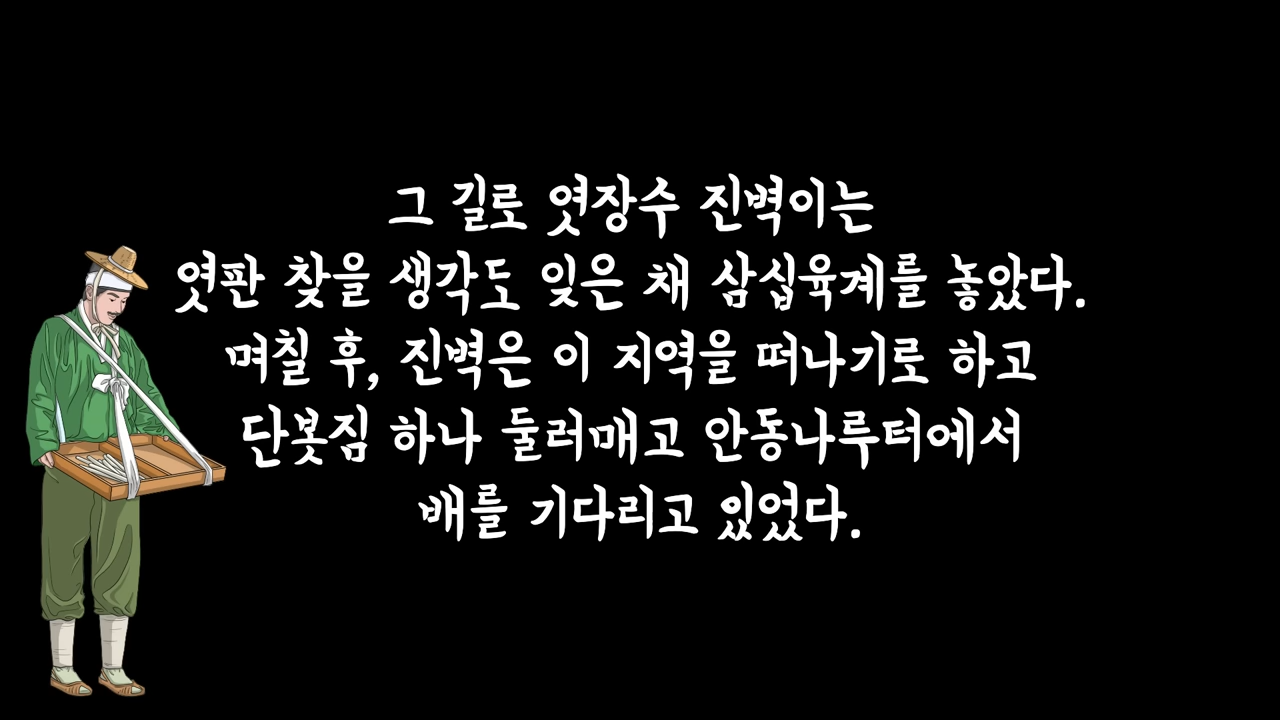 그 길로 엿장수 진벽이는
엿판 찾을 생각도 잊은 채 삼십육계를 놓았다.
며칠 후, 진벽은 이 지역을 떠나기로 하고
단봇짐 하나 둘러매고 안동나루터에서
배를 기다리고 있었다.